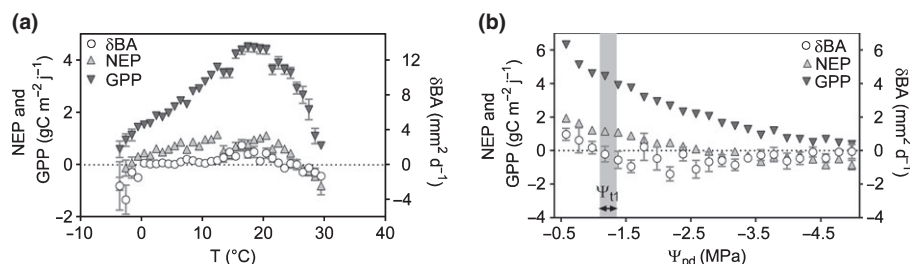 (a)
δBA
NEP
GPP
NEP and
GPP (gC m⁻² j⁻¹)
4
2
0
−2
12
8
4
0
−4
δBA (mm² d⁻¹)
−10 0 10 20 30 40
T (°C)
(b)
δBA
NEP
GPP
NEP and
GPP (gC m⁻² j⁻¹)
6
4
2
0
−2
−4
6
4
2
0
−2
−4
δBA (mm² d⁻¹)
Ψt1
−0.5 −1.5 −2.5 −3.5 −4.5
Ψpd (MPa)